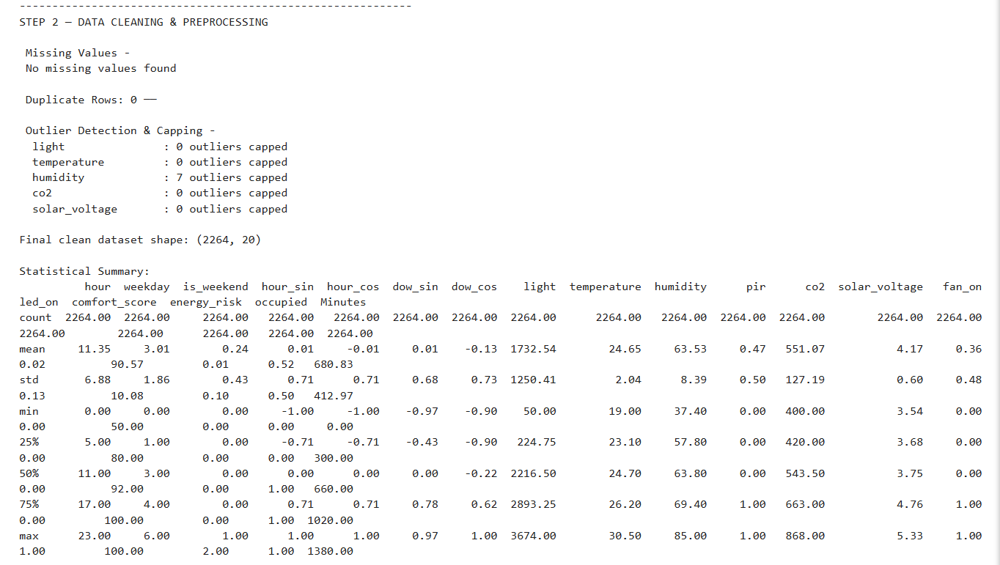 ------------------------------------------------------------
STEP 2 — DATA CLEANING & PREPROCESSING
Missing Values -
No missing values found
Duplicate Rows: 0 ──
Outlier Detection & Capping -
light : 0 outliers capped
temperature : 0 outliers capped
humidity : 7 outliers capped
co2 : 0 outliers capped
solar_voltage : 0 outliers capped
Final clean dataset shape: (2264, 20)
Statistical Summary:
hour weekday is_weekend hour_sin hour_cos dow_sin dow_cos light temperature humidity pir co2 solar_voltage fan_on
led_on comfort_score energy_risk occupied Minutes
count 2264.00 2264.00 2264.00 2264.00 2264.00 2264.00 2264.00 2264.00 2264.00 2264.00 2264.00 2264.00 2264.00 2264.00
2264.00 2264.00 2264.00 2264.00 2264.00
mean 11.35 3.01 0.24 0.01 -0.01 0.01 -0.13 1732.54 24.65 63.53 0.47 551.07 4.17 0.36
0.02 90.57 0.01 0.52 680.83
std 6.88 1.86 0.43 0.71 0.71 0.68 0.73 1250.41 2.04 8.39 0.50 127.19 0.60 0.48
0.13 10.08 0.10 0.50 412.97
min 0.00 0.00 0.00 -1.00 -1.00 -0.97 -0.90 50.00 19.00 37.40 0.00 400.00 3.54 0.00
0.00 50.00 0.00 0.00 0.00
25% 5.00 1.00 0.00 -0.71 -0.71 -0.43 -0.90 224.75 23.10 57.80 0.00 420.00 3.68 0.00
0.00 80.00 0.00 0.00 300.00
50% 11.00 3.00 0.00 0.00 0.00 0.00 -0.22 2216.50 24.70 63.80 0.00 543.50 3.75 0.00
0.00 92.00 0.00 1.00 660.00
75% 17.00 4.00 0.00 0.71 0.71 0.78 0.62 2893.25 26.20 69.40 1.00 663.00 4.76 1.00
0.00 100.00 0.00 1.00 1020.00
max 23.00 6.00 1.00 1.00 1.00 0.97 1.00 3674.00 30.50 85.00 1.00 868.00 5.33 1.00
1.00 100.00 2.00 1.00 1380.00